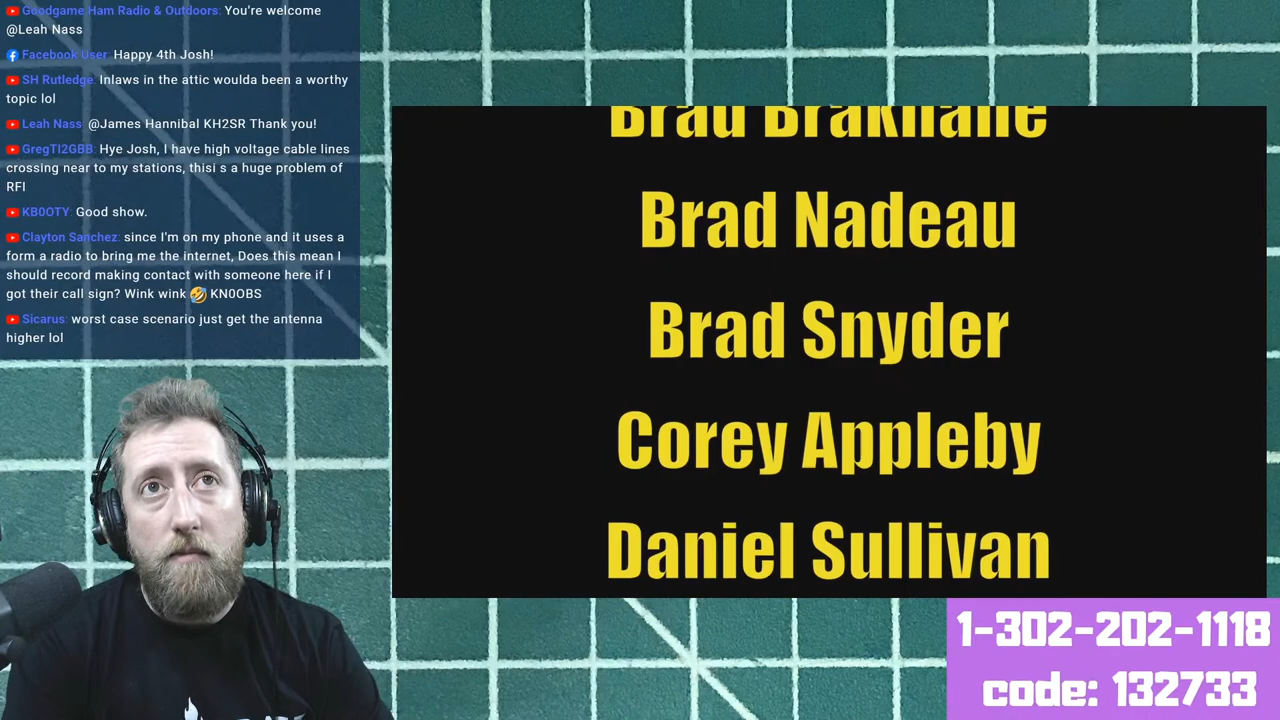 Goodgame Ham Radio & Outdoors: You're welcome
@Leah Nass
Facebook User: Happy 4th Josh!
SH Rutledge: Inlaws in the attic woulda been a worthy
topic lol
Leah Nass: @James Hannibal KH2SR Thank you!
GregTI2GBB: Hye Josh, I have high voltage cable lines
crossing near to my stations, thisi s a huge problem of
RFI
KB0OTY: Good show.
Clayton Sanchez: since I'm on my phone and it uses a
form a radio to bring me the internet, Does this mean I
should record making contact with someone here if I
got their call sign? Wink wink 🤣 KN0OBS
Sicarus: worst case scenario just get the antenna
higher lol
Brad Brakhane
Brad Nadeau
Brad Snyder
Corey Appleby
Daniel Sullivan
1-302-202-1118
code: 132733